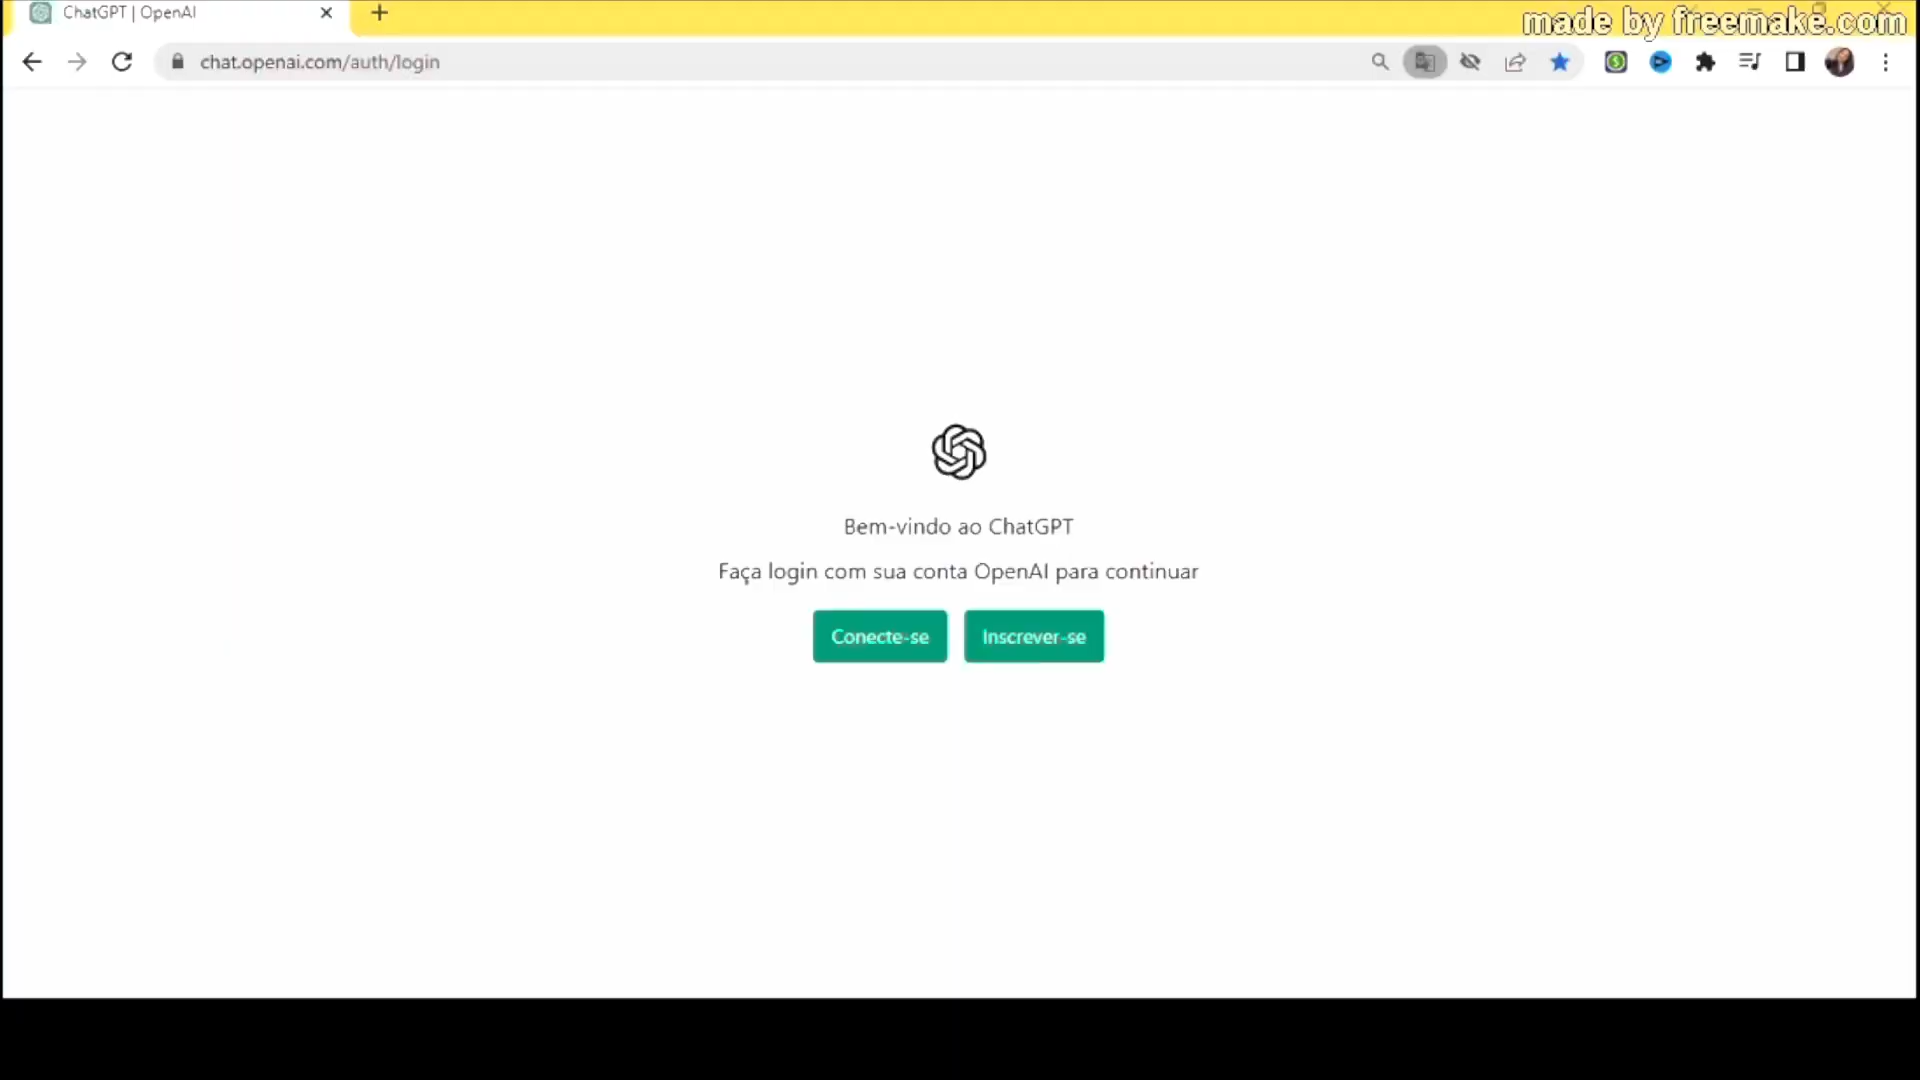 ChatGPT | OpenAI
made by freemake.com
chat.openai.com/auth/login
Bem-vindo ao ChatGPT
Faça login com sua conta OpenAI para continuar
Conecte-se
Inscrever-se